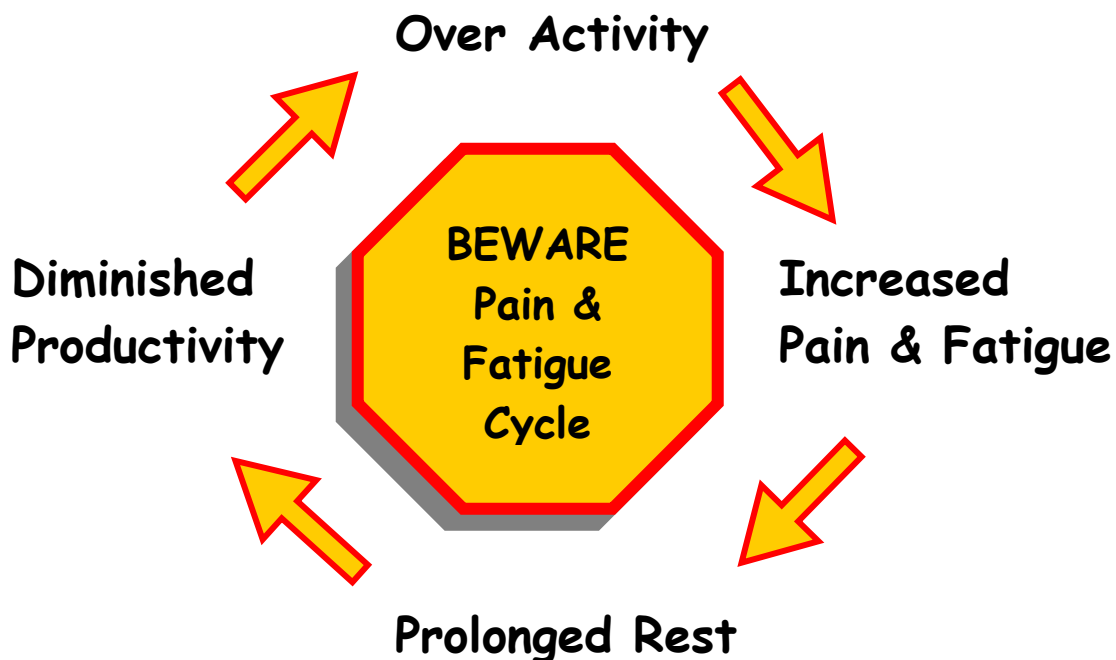 Over Activity
Increased
Pain & Fatigue
Prolonged Rest
Diminished
Productivity
BEWARE
Pain &
Fatigue
Cycle